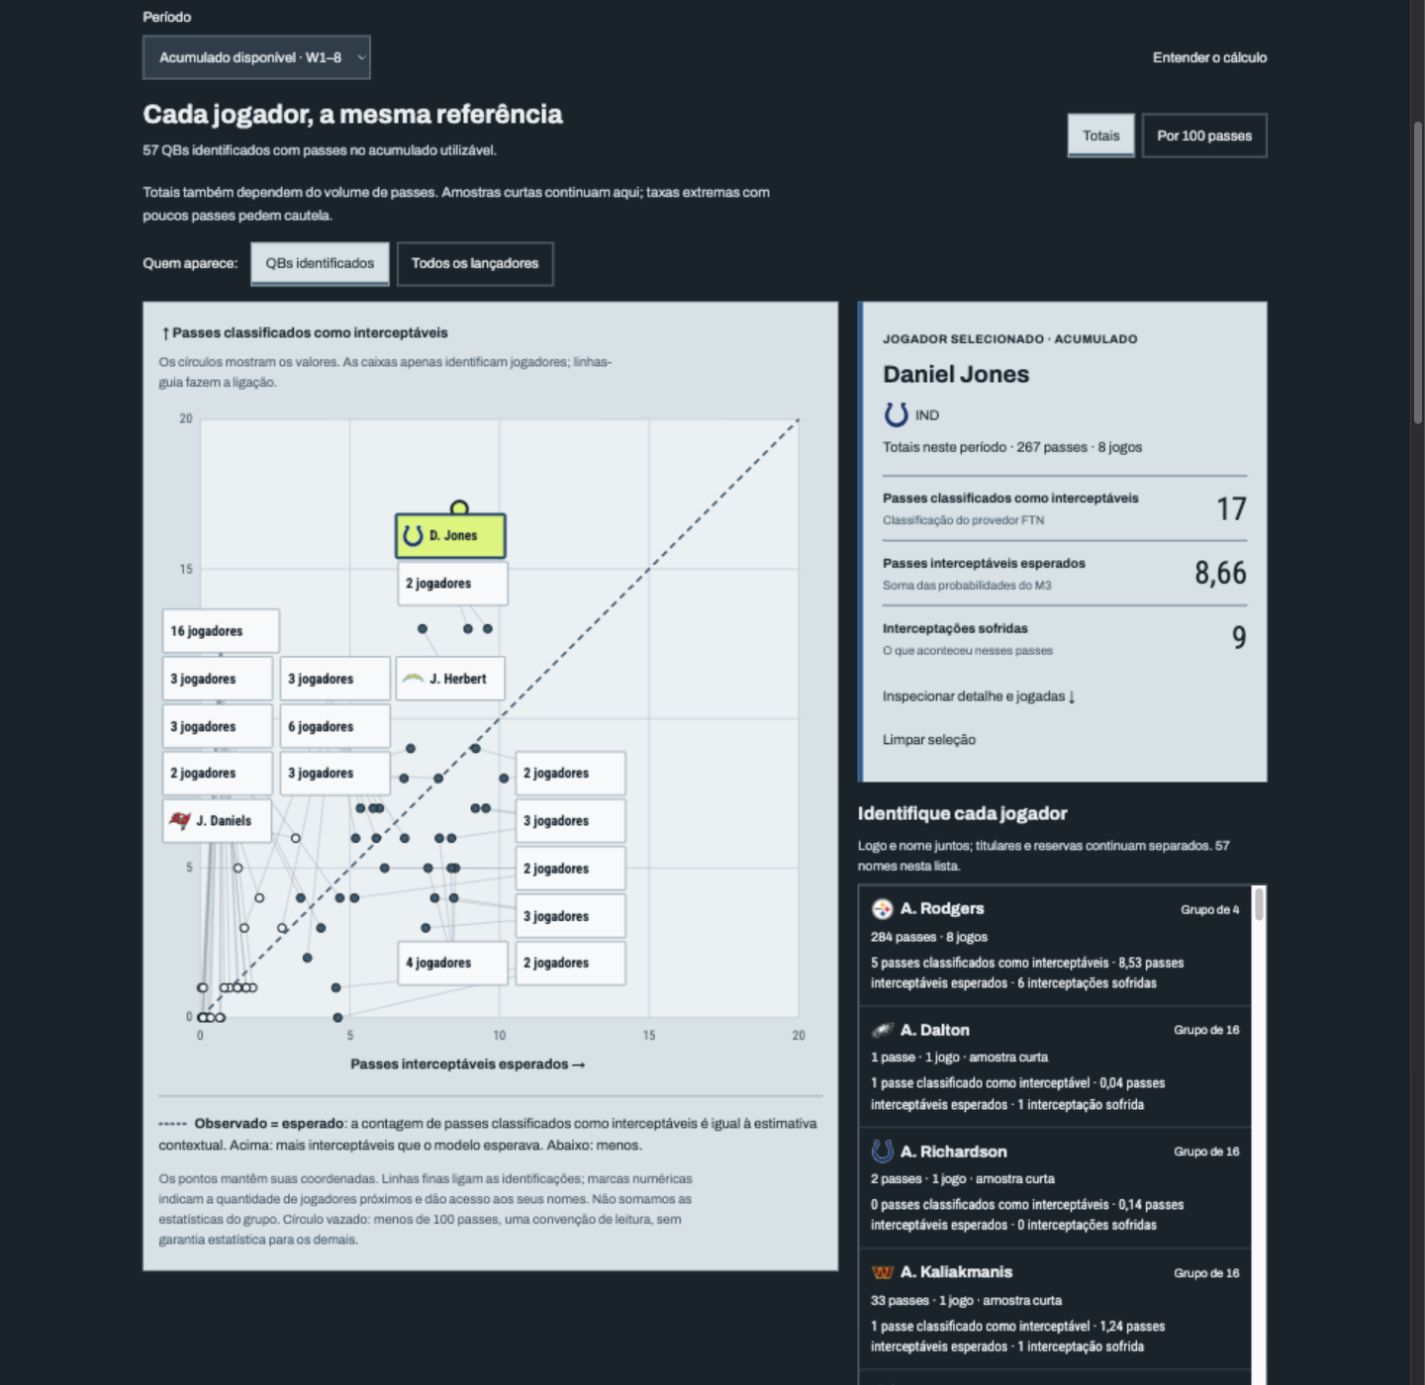 Período
Acumulado disponível · W1–8
Entender o cálculo
Cada jogador, a mesma referência
57 QBs identificados com passes no acumulado utilizável.
Totais
Por 100 passes
Totais também dependem do volume de passes. Amostras curtas continuam aqui; taxas extremas com
poucos passes pedem cautela.
Quem aparece:
QBs identificados
Todos os lançadores
↑ Passes classificados como interceptáveis
Os círculos mostram os valores. As caixas apenas identificam jogadores; linhas-
guia fazem a ligação.
20
D. Jones
15
2 jogadores
16 jogadores
3 jogadores
3 jogadores
J. Herbert
3 jogadores
6 jogadores
2 jogadores
3 jogadores
2 jogadores
J. Daniels
3 jogadores
5
2 jogadores
3 jogadores
4 jogadores
2 jogadores
0
0
5
10
15
20
Passes interceptáveis esperados →
----- Observado = esperado: a contagem de passes classificados como interceptáveis é igual à estimativa
contextual. Acima: mais interceptáveis que o modelo esperava. Abaixo: menos.
Os pontos mantêm suas coordenadas. Linhas finas ligam as identificações; marcas numéricas
indicam a quantidade de jogadores próximos e dão acesso aos seus nomes. Não somamos as
estatísticas do grupo. Círculo vazado: menos de 100 passes, uma convenção de leitura, sem
garantia estatística para os demais.
JOGADOR SELECIONADO · ACUMULADO
Daniel Jones
IND
Totais neste período · 267 passes · 8 jogos
Passes classificados como interceptáveis
Classificação do provedor FTN
17
Passes interceptáveis esperados
Soma das probabilidades do M3
8,66
Interceptações sofridas
O que aconteceu nesses passes
9
Inspecionar detalhe e jogadas ↓
Limpar seleção
Identifique cada jogador
Logo e nome juntos; titulares e reservas continuam separados. 57
nomes nesta lista.
A. Rodgers
Grupo de 4
284 passes · 8 jogos
5 passes classificados como interceptáveis · 8,53 passes
interceptáveis esperados · 6 interceptações sofridas
A. Dalton
Grupo de 16
1 passe · 1 jogo · amostra curta
1 passe classificado como interceptável · 0,04 passes
interceptáveis esperados · 1 interceptação sofrida
A. Richardson
Grupo de 16
2 passes · 1 jogo · amostra curta
0 passes classificados como interceptáveis · 0,14 passes
interceptáveis esperados · 0 interceptações sofridas
A. Kaliakmanis
Grupo de 16
33 passes · 1 jogo · amostra curta
1 passe classificado como interceptável · 1,24 passes
interceptáveis esperados · 1 interceptação sofrida